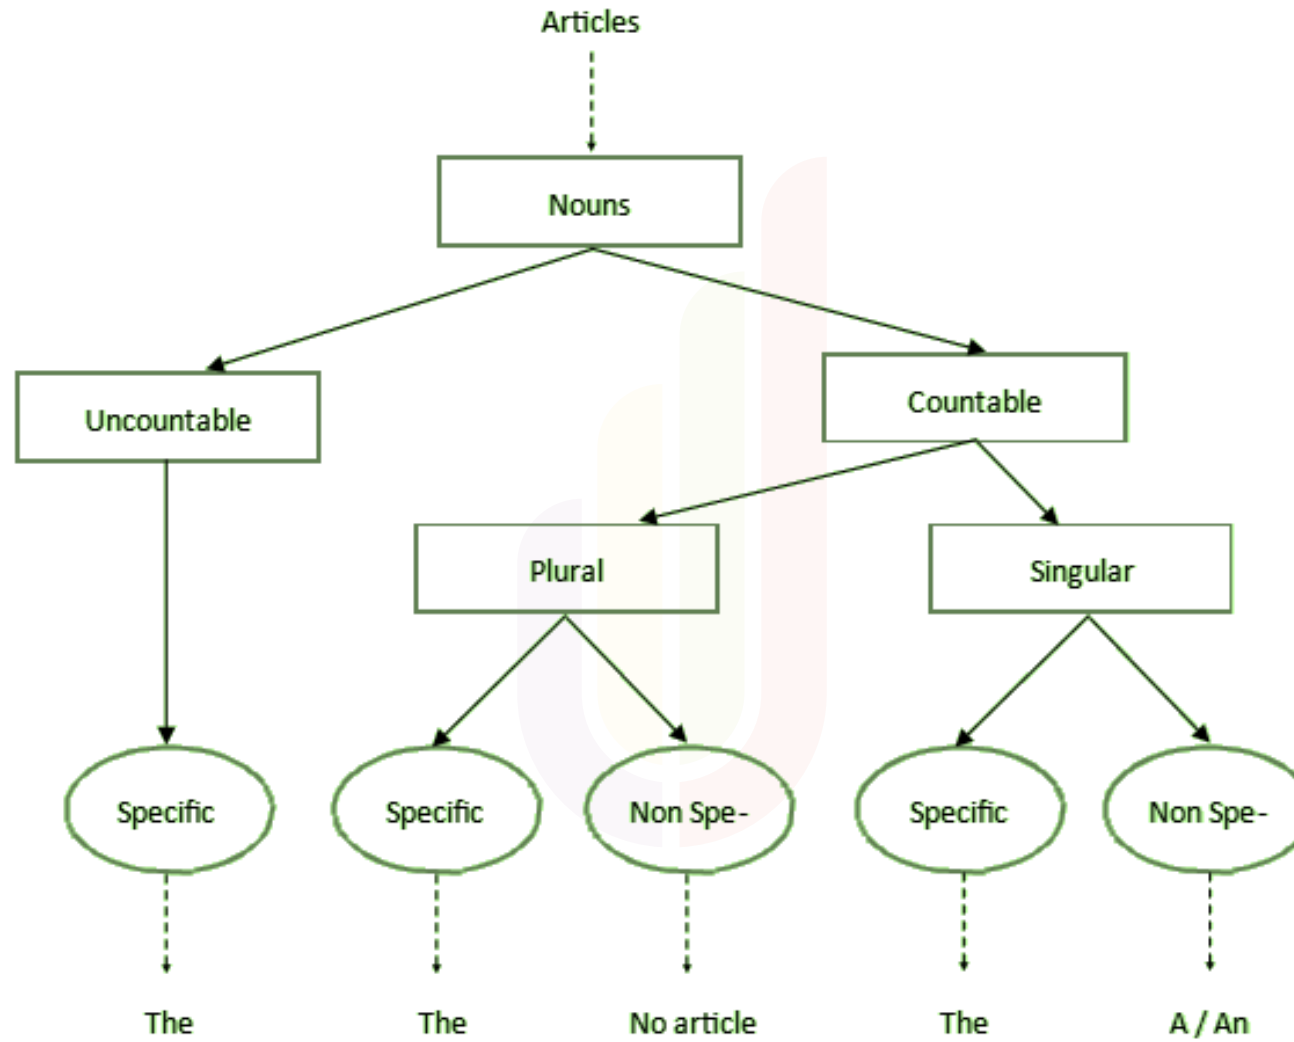 Articles
Nouns
Uncountable
Countable
Plural
Singular
Specific
Specific
Non Spe-
Specific
Non Spe-
The
The
No article
The
A / An